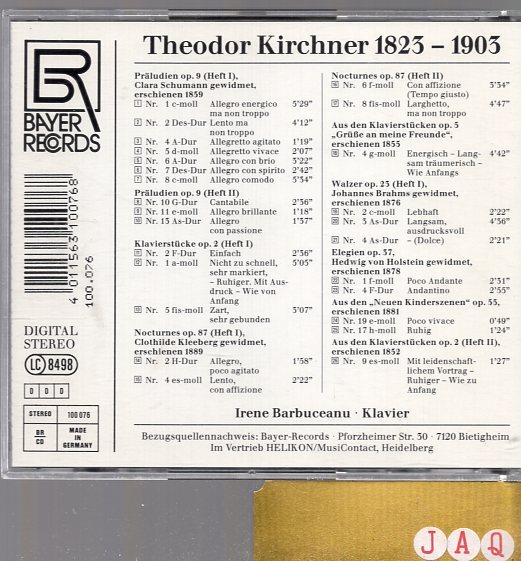 Theodor Kirchner 1823 – 1903
BAYER
RECORDS
4 011563 100768
100.076
DIGITAL
STEREO
LC 8498
D D D
STEREO 100 076
BR
CD
MADE IN
GERMANY
Präludien op. 9 (Heft I),
Clara Schumann gewidmet,
erschienen 1859
1 Nr. 1 c-moll Allegro energico 5'29"
ma non troppo
2 Nr. 2 Des-Dur Lento ma 4'12"
non troppo
3 Nr. 4 A-Dur Allegretto agitato 1'19"
4 Nr. 5 d-moll Allegretto vivace 2'07"
5 Nr. 6 A-Dur Allegro con brio 3'22"
6 Nr. 7 Des-Dur Allegro con spirito 2'42"
7 Nr. 8 c-moll Allegro comodo 5'34"
Präludien op. 9 (Heft II)
8 Nr. 10 G-Dur Cantabile 2'36"
9 Nr. 11 e-moll Allegro brillante 1'18"
10 Nr. 15 As-Dur Allegro 1'57"
con passione
Klavierstücke op. 2 (Heft I)
11 Nr. 2 F-Dur Einfach 2'36"
12 Nr. 1 a-moll Nicht zu schnell, 5'05"
sehr markiert,
– Ruhiger. Mit Aus-
druck – Wie von
Anfang
13 Nr. 5 fis-moll Zart, 5'07"
sehr gebunden
Nocturnes op. 87 (Heft I),
Clothilde Kleeberg gewidmet,
erschienen 1889
14 Nr. 2 H-Dur Allegro, 1'58"
poco agitato
15 Nr. 4 es-moll Lento, 2'22"
con affizione
Nocturnes op. 87 (Heft II)
16 Nr. 6 f-moll Con affizione 3'34"
(Tempo giusto)
17 Nr. 8 fis-moll Larghetto, 4'47"
ma non troppo
Aus den Klavierstücken op. 5
„Grüße an meine Freunde“,
erschienen 1855
18 Nr. 4 g-moll Energisch – Lang- 4'42"
sam träumerisch –
Wie Anfangs
Walzer op. 23 (Heft I),
Johannes Brahms gewidmet,
erschienen 1876
19 Nr. 2 c-moll Lebhaft 2'22"
20 Nr. 3 As-Dur Langsam, 4'56"
ausdrucksvoll
21 Nr. 4 As-Dur – (Dolce) 2'21"
Elegien op. 37,
Hedwig von Holstein gewidmet,
erschienen 1878
22 Nr. 1 f-moll Poco Andante 2'31"
23 Nr. 4 F-Dur Andantino 2'55"
Aus den „Neuen Kinderszenen“ op. 55,
erschienen 1881
24 Nr. 19 e-moll Poco vivace 0'49"
25 Nr. 17 h-moll Ruhig 1'24"
Aus den Klavierstücken op. 2 (Heft II)
erschienen 1852
26 Nr. 9 es-moll Mit leidenschaft- 1'27"
lichem Vortrag –
Ruhiger – Wie zu
Anfang
Irene Barbuceanu · Klavier
Bezugsquellennachweis: Bayer-Records · Pforzheimer Str. 30 · 7120 Bietigheim
Im Vertrieb HELIKON/MusiContact, Heidelberg
JAQ